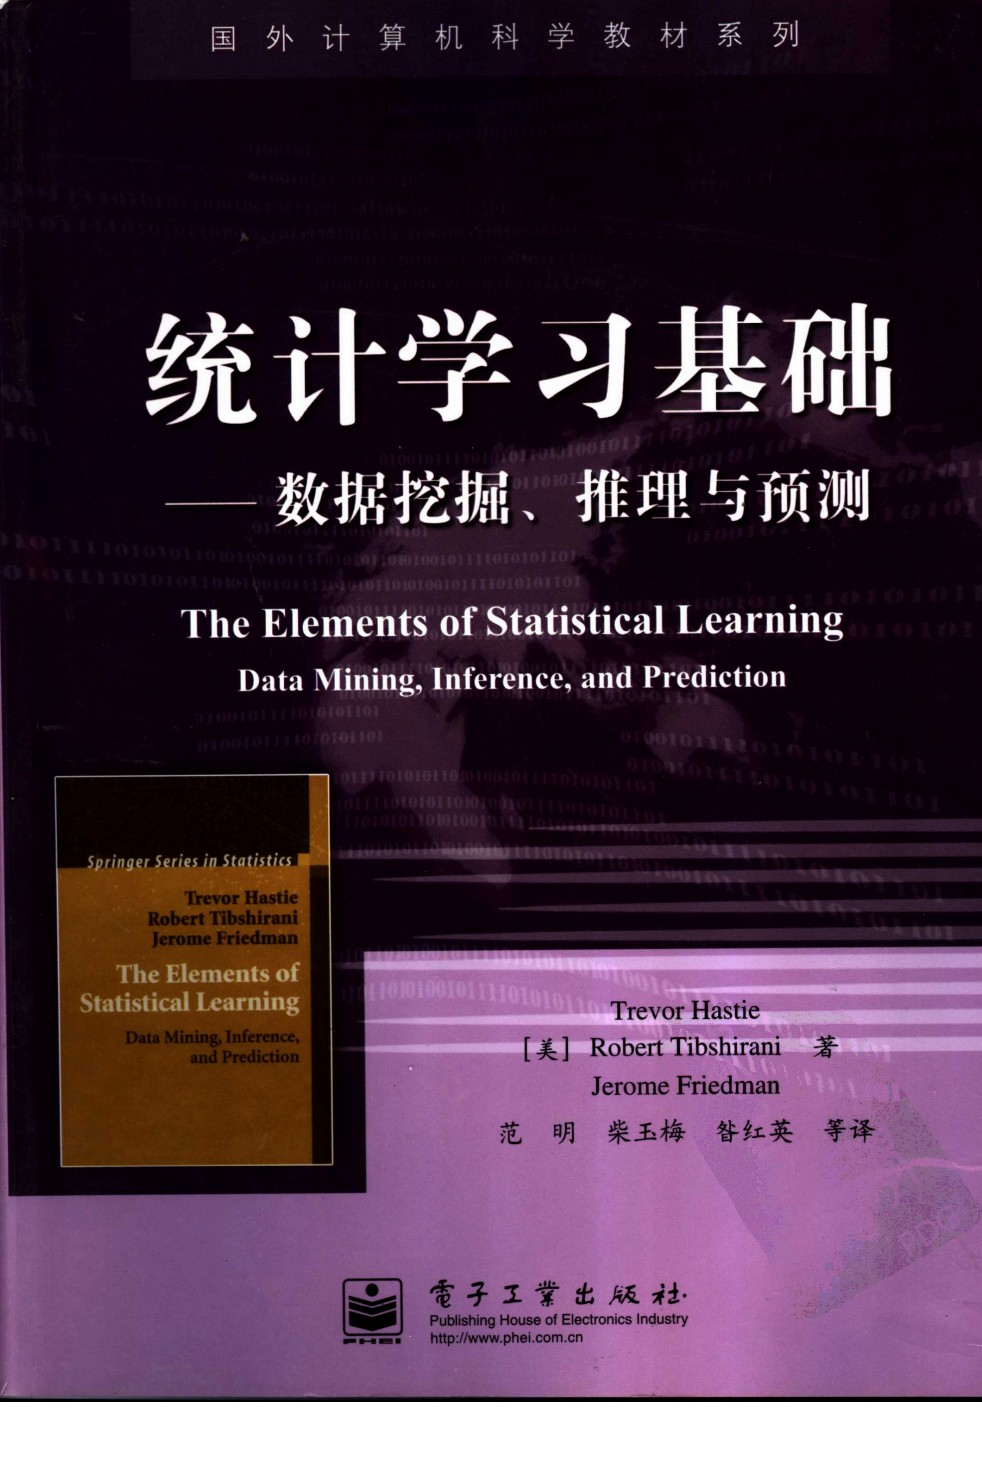 国外计算机科学教材系列
统计学习基础
——数据挖掘、推理与预测
The Elements of Statistical Learning
Data Mining, Inference, and Prediction
Springer Series in Statistics
Trevor Hastie
Robert Tibshirani
Jerome Friedman
The Elements of
Statistical Learning
Data Mining, Inference,
and Prediction
Trevor Hastie
[美] Robert Tibshirani 著
Jerome Friedman
范 明 柴玉梅 昝红英 等译
電子工業出版社·
Publishing House of Electronics Industry
PHEI
http://www.phei.com.cn
PDG